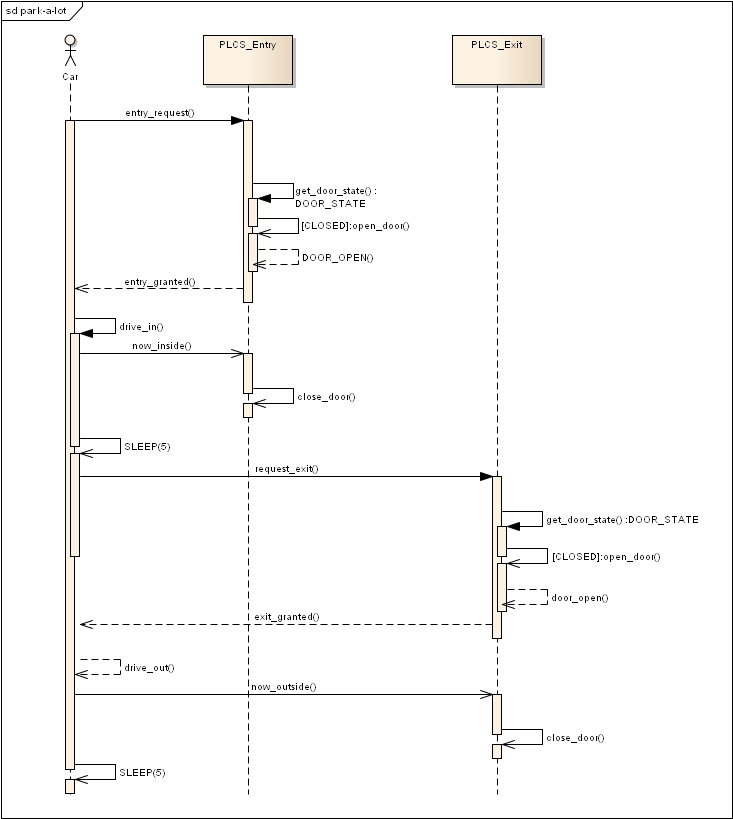 sd park-a-lot
PLCS_Entry
PLCS_Exit
Car
entry_request()
get_door_state() :
DOOR_STATE
[CLOSED]:open_door()
DOOR_OPEN()
entry_granted()
drive_in()
now_inside()
close_door()
SLEEP(5)
request_exit()
get_door_state() :DOOR_STATE
[CLOSED]:open_door()
door_open()
exit_granted()
drive_out()
now_outside()
close_door()
SLEEP(5)